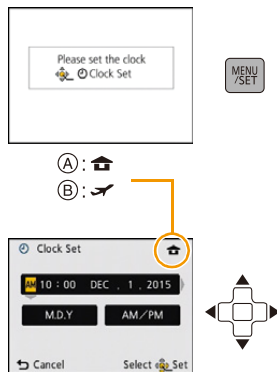 Please set the clock
Clock Set
MENU
/SET
Ⓐ:
Ⓑ:
Clock Set
AM 10 : 00 DEC . 1 . 2015
M.D.Y AM/PM
Cancel Select Set